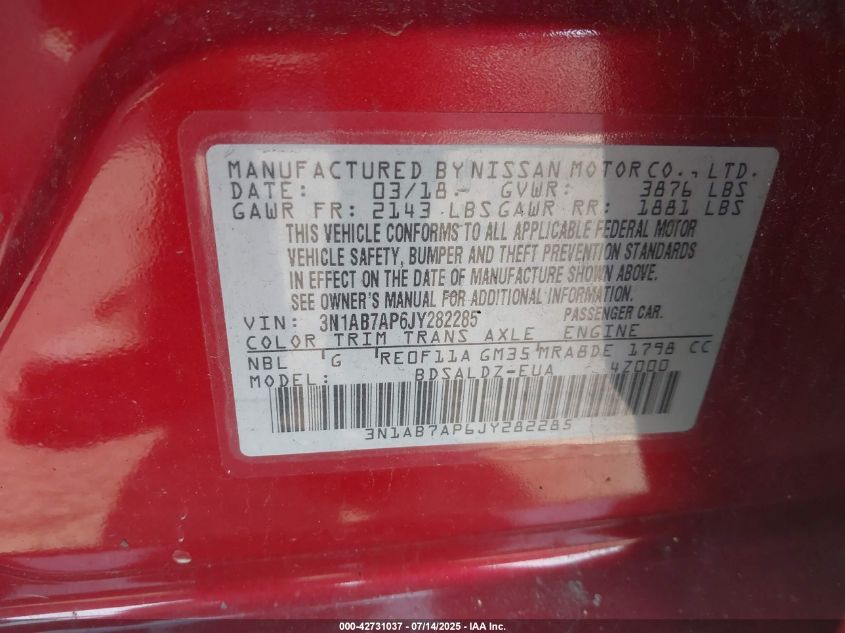 MANUFACTURED BY NISSAN MOTOR CO., LTD.
DATE: 03/18 GVWR: 3876 LBS
GAWR FR: 2143 LBS GAWR RR: 1881 LBS
THIS VEHICLE CONFORMS TO ALL APPLICABLE FEDERAL MOTOR
VEHICLE SAFETY, BUMPER AND THEFT PREVENTION STANDARDS
IN EFFECT ON THE DATE OF MANUFACTURE SHOWN ABOVE.
SEE OWNER'S MANUAL FOR ADDITIONAL INFORMATION.
VIN: 3N1AB7AP6JY282285 PASSENGER CAR.
COLOR TRIM TRANS AXLE ENGINE
NBL G RE0F11A GM35 MRA8DE 1798 CC
MODEL: BDSALDZ-EUA 4Z000
3N1AB7AP6JY282285
000-42731037 - 07/14/2025 - IAA Inc.